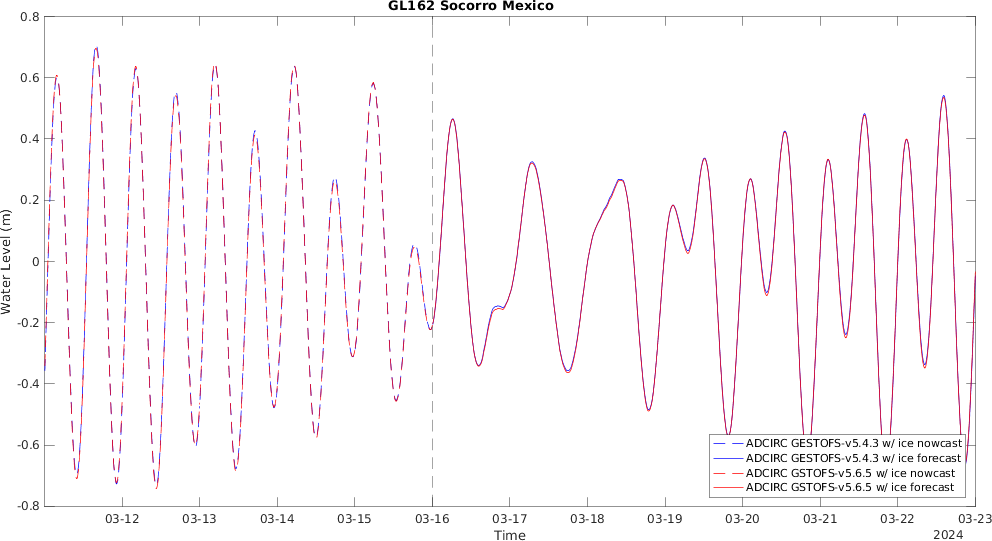 GL162 Socorro Mexico
0.8
0.6
0.4
0.2
0
-0.2
-0.4
-0.6
-0.8
Water Level (m)
ADCIRC GESTOFS-v5.4.3 w/ ice nowcast
ADCIRC GESTOFS-v5.4.3 w/ ice forecast
ADCIRC GSTOFS-v5.6.5 w/ ice nowcast
ADCIRC GSTOFS-v5.6.5 w/ ice forecast
03-12 03-13 03-14 03-15 03-16 03-17 03-18 03-19 03-20 03-21 03-22 03-23
Time
2024